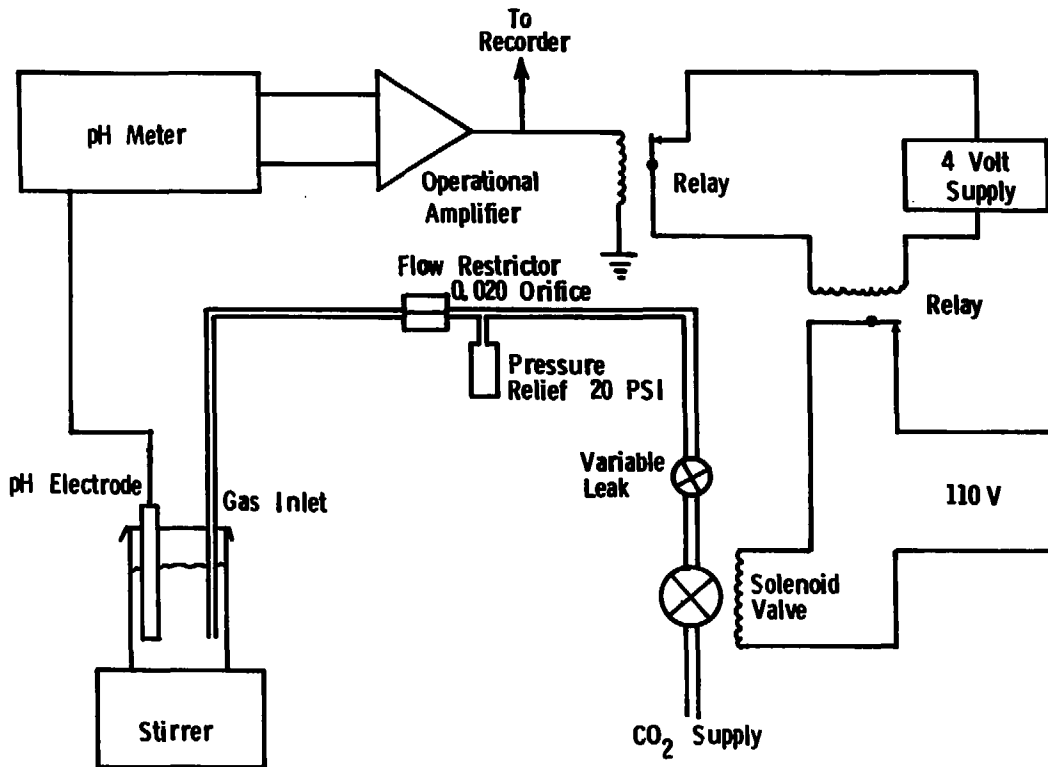 To
Recorder
pH Meter
Operational
Amplifier
Relay
4 Volt
Supply
Flow Restrictor
0.020 Orifice
Relay
Pressure
Relief 20 PSI
Variable
Leak
pH Electrode
Gas Inlet
110 V
Solenoid
Valve
Stirrer
CO₂ Supply